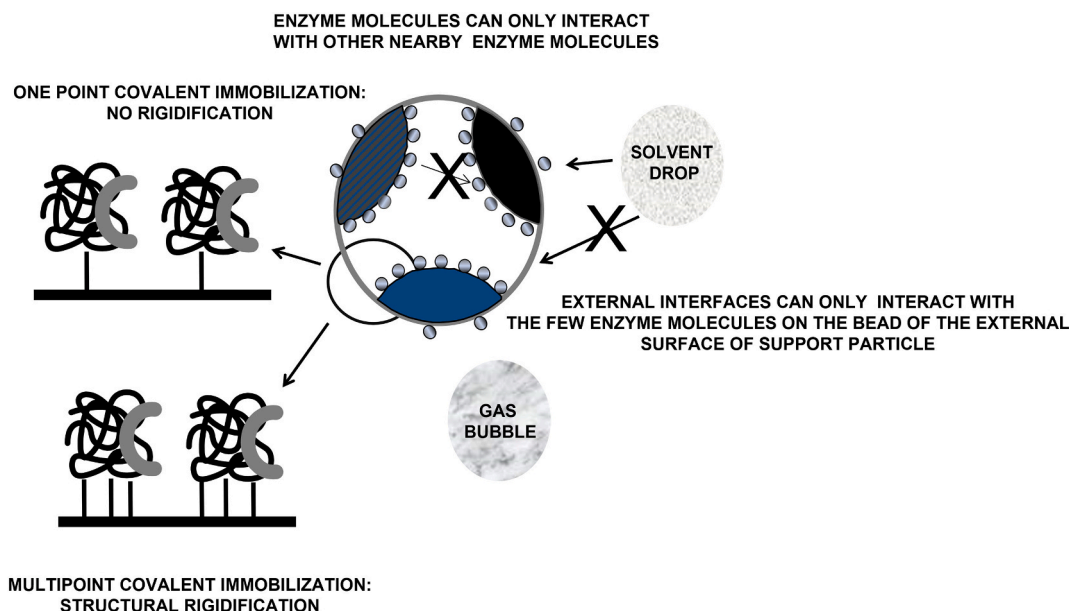 ENZYME MOLECULES CAN ONLY INTERACT
WITH OTHER NEARBY ENZYME MOLECULES
ONE POINT COVALENT IMMOBILIZATION:
NO RIGIDIFICATION
SOLVENT
DROP
EXTERNAL INTERFACES CAN ONLY INTERACT WITH
THE FEW ENZYME MOLECULES ON THE BEAD OF THE EXTERNAL
SURFACE OF SUPPORT PARTICLE
GAS
BUBBLE
MULTIPOINT COVALENT IMMOBILIZATION:
STRUCTURAL RIGIDIFICATION